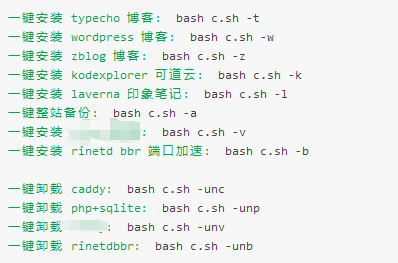 一键安装 typecho 博客: bash c.sh -t
一键安装 wordpress 博客: bash c.sh -w
一键安装 zblog 博客: bash c.sh -z
一键安装 kodexplorer 可道云: bash c.sh -k
一键安装 laverna 印象笔记: bash c.sh -l
一键整站备份: bash c.sh -a
一键安装 : bash c.sh -v
一键安装 rinetd bbr 端口加速: bash c.sh -b
一键卸载 caddy: bash c.sh -unc
一键卸载 php+sqlite: bash c.sh -unp
一键卸载 : bash c.sh -unv
一键卸载 rinetdbbr: bash c.sh -unb